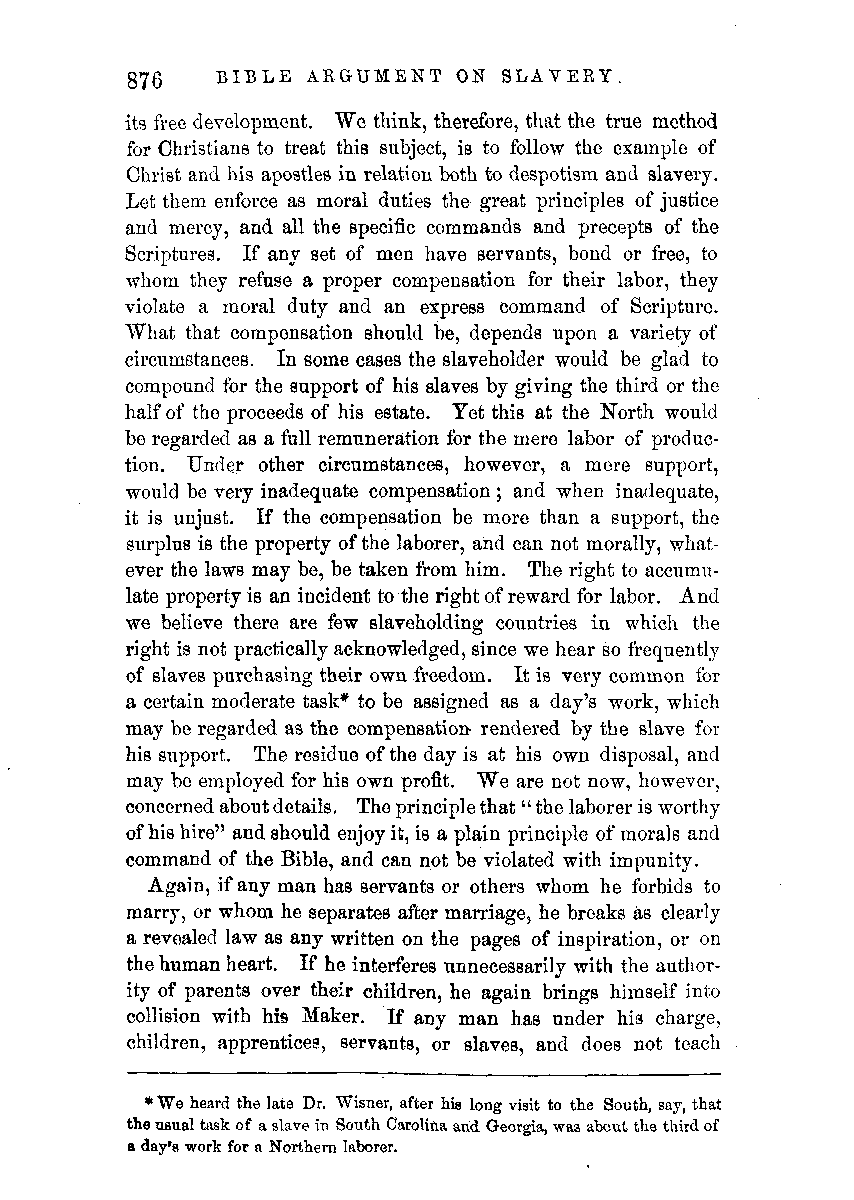 876 BIBLE ARGUMENT ON SLAVERY.
its free development. We think, therefore, that the true method
for Christians to treat this subject, is to follow the example of
Christ and his apostles in relation both to despotism and slavery.
Let them enforce as moral duties the great principles of justice
and mercy, and all the specific commands and precepts of the
Scriptures. If any set of men have servants, bond or free, to
whom they refuse a proper compensation for their labor, they
violate a moral duty and an express command of Scripture.
What that compensation should be, depends upon a variety of
circumstances. In some cases the slaveholder would be glad to
compound for the support of his slaves by giving the third or the
half of the proceeds of his estate. Yet this at the North would
be regarded as a full remuneration for the mere labor of produc-
tion. Under other circumstances, however, a mere support,
would be very inadequate compensation; and when inadequate,
it is unjust. If the compensation be more than a support, the
surplus is the property of the laborer, and can not morally, what-
ever the laws may be, be taken from him. The right to accumu-
late property is an incident to the right of reward for labor. And
we believe there are few slaveholding countries in which the
right is not practically acknowledged, since we hear so frequently
of slaves purchasing their own freedom. It is very common for
a certain moderate task* to be assigned as a day's work, which
may be regarded as the compensation rendered by the slave for
his support. The residue of the day is at his own disposal, and
may be employed for his own profit. We are not now, however,
concerned about details. The principle that "the laborer is worthy
of his hire" and should enjoy it, is a plain principle of morals and
command of the Bible, and can not be violated with impunity.
Again, if any man has servants or others whom he forbids to
marry, or whom he separates after marriage, he breaks as clearly
a revealed law as any written on the pages of inspiration, or on
the human heart. If he interferes unnecessarily with the author-
ity of parents over their children, he again brings himself into
collision with his Maker. If any man has under his charge,
children, apprentices, servants, or slaves, and does not teach
*We heard the late Dr. Wisner, after his long visit to the South, say, that
the usual task of a slave in South Carolina and Georgia, was about the third of
a day's work for a Northern laborer.